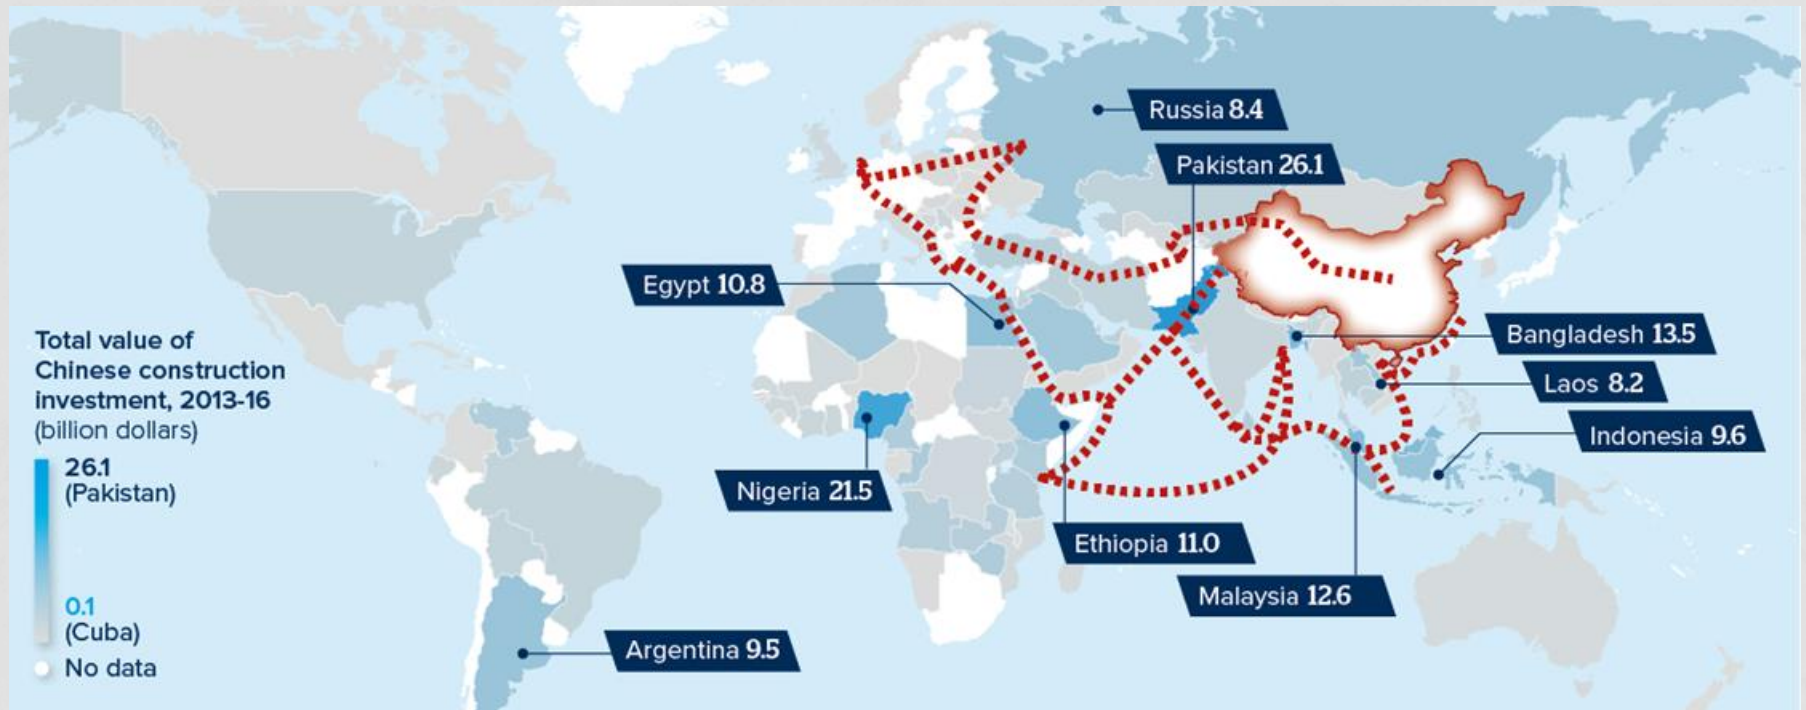 Russia 8.4
Pakistan 26.1
Egypt 10.8
Bangladesh 13.5
Laos 8.2
Indonesia 9.6
Nigeria 21.5
Ethiopia 11.0
Malaysia 12.6
Argentina 9.5
Total value of
Chinese construction
investment, 2013-16
(billion dollars)
26.1
(Pakistan)
0.1
(Cuba)
No data